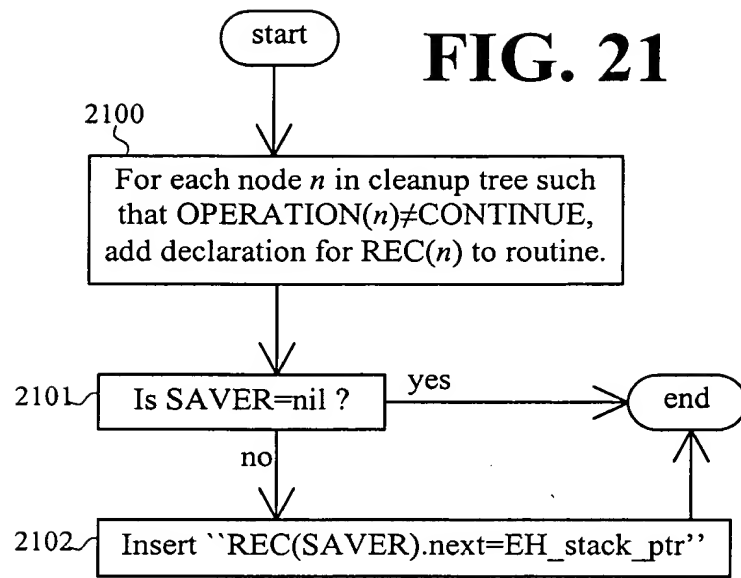 start
FIG. 21
2100
For each node n in cleanup tree such
that OPERATION(n)≠CONTINUE,
add declaration for REC(n) to routine.
2101
Is SAVER=nil ?
yes
end
no
2102
Insert ``REC(SAVER).next=EH_stack_ptr''